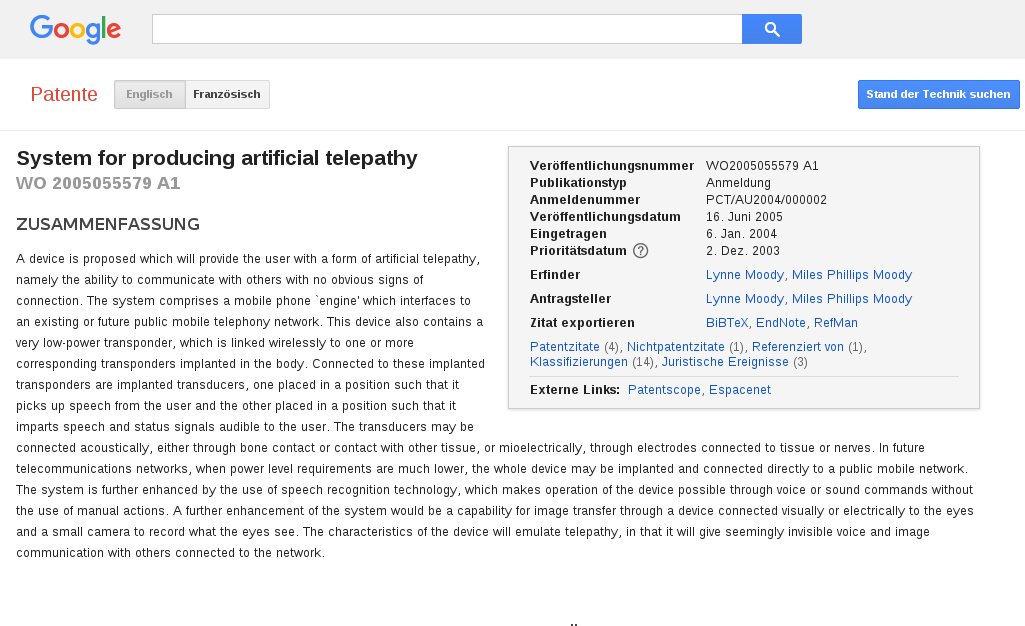 Google
Patente Englisch Französisch Stand der Technik suchen
System for producing artificial telepathy
WO 2005055579 A1
ZUSAMMENFASSUNG
A device is proposed which will provide the user with a form of artificial telepathy,
namely the ability to communicate with others with no obvious signs of
connection. The system comprises a mobile phone `engine' which interfaces to
an existing or future public mobile telephony network. This device also contains a
very low-power transponder, which is linked wirelessly to one or more
corresponding transponders implanted in the body. Connected to these implanted
transponders are implanted transducers, one placed in a position such that it
picks up speech from the user and the other placed in a position such that it
imparts speech and status signals audible to the user. The transducers may be
connected acoustically, either through bone contact or contact with other tissue, or mioelectrically, through electrodes connected to tissue or nerves. In future
telecommunications networks, when power level requirements are much lower, the whole device may be implanted and connected directly to a public mobile network.
The system is further enhanced by the use of speech recognition technology, which makes operation of the device possible through voice or sound commands without
the use of manual actions. A further enhancement of the system would be a capability for image transfer through a device connected visually or electrically to the eyes
and a small camera to record what the eyes see. The characteristics of the device will emulate telepathy, in that it will give seemingly invisible voice and image
communication with others connected to the network.
Veröffentlichungsnummer WO2005055579 A1
Publikationstyp Anmeldung
Anmeldenummer PCT/AU2004/000002
Veröffentlichungsdatum 16. Juni 2005
Eingetragen 6. Jan. 2004
Prioritätsdatum ? 2. Dez. 2003
Erfinder Lynne Moody, Miles Phillips Moody
Antragsteller Lynne Moody, Miles Phillips Moody
Zitat exportieren BiBTeX, EndNote, RefMan
Patentzitate (4), Nichtpatentzitate (1), Referenziert von (1),
Klassifizierungen (14), Juristische Ereignisse (3)
Externe Links: Patentscope, Espacenet